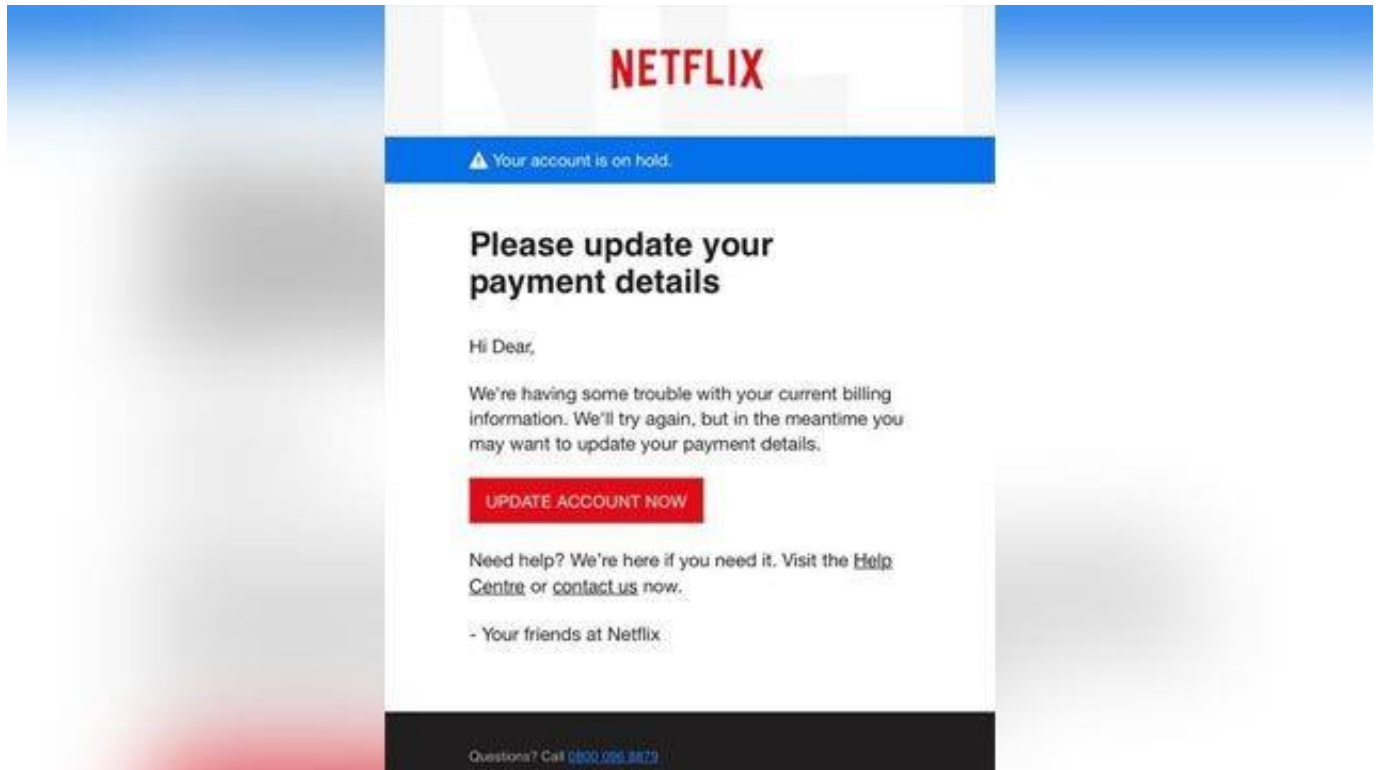 NETFLIX
Your account is on hold.
Please update your
payment details
Hi Dear,
We're having some trouble with your current billing
information. We'll try again, but in the meantime you
may want to update your payment details.
UPDATE ACCOUNT NOW
Need help? We're here if you need it. Visit the Help
Centre or contact us now.
- Your friends at Netflix
Questions? Call 0800 096 8879